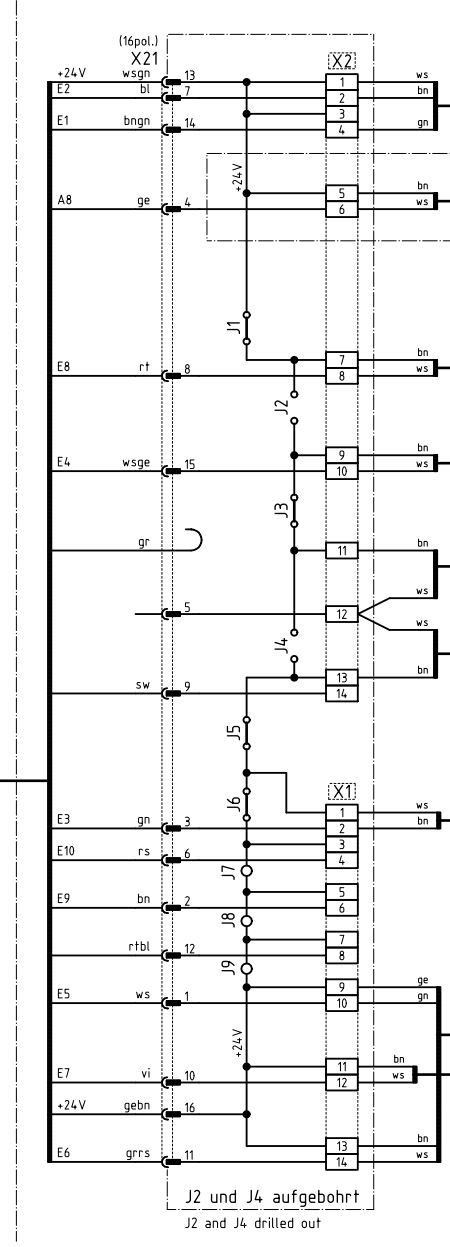 (16pol.)
X21
X2
+24V wsgn 13 1 ws
E2 bl 7 2 bn
3
E1 bngn 14 4 gn
+24V
5 bn
A8 ge 4 6 ws
J1
7 bn
E8 rt 8 8 ws
J2
9 bn
E4 wsge 15 10 ws
J3
gr 11 bn
ws
5 12
ws
J4
13 bn
sw 9 14
J5
X1
J6
1 ws
E3 gn 3 2 bn
3
E10 rs 6 4
J7
5
E9 bn 2 6
J8
7
rtbl 12 8
J9
9 ge
E5 ws 1 10 gn
+24V
11 bn
E7 vi 10 12 ws
+24V gebn 16
13 bn
E6 grrs 11 14 ws
J2 und J4 aufgebohrt
J2 and J4 drilled out